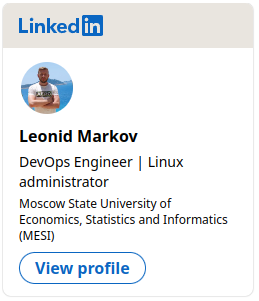 LinkedIn
Leonid Markov
DevOps Engineer | Linux
administrator
Moscow State University of
Economics, Statistics and Informatics
(MESI)
View profile